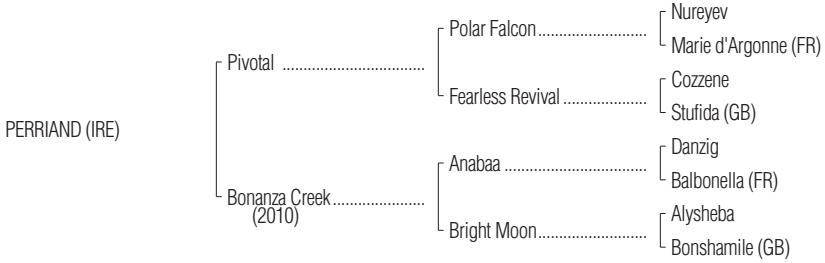 Nureyev
Polar Falcon..........................
Marie d'Argonne (FR)
Pivotal ..................................
Cozzene
Fearless Revival ....................
Stufida (GB)
PERRIAND (IRE)
Danzig
Anabaa ..................................
Balbonella (FR)
Bonanza Creek......................
(2010)
Alysheba
Bright Moon..........................
Bonshamile (GB)